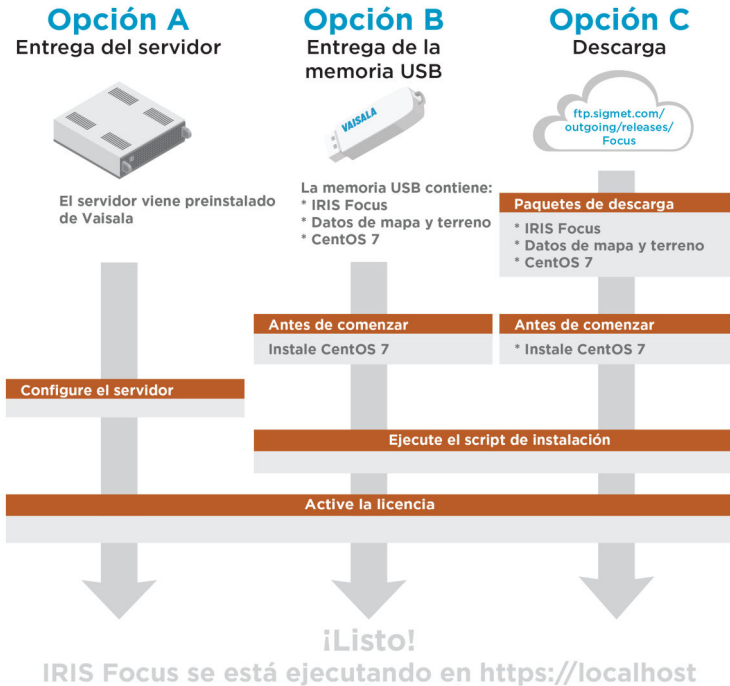 Opción A
Entrega del servidor
El servidor viene preinstalado
de Vaisala
Opción B
Entrega de la
memoria USB
VAISALA
La memoria USB contiene:
* IRIS Focus
* Datos de mapa y terreno
* CentOS 7
Opción C
Descarga
ftp.sigmet.com/
outgoing/releases/
Focus
Paquetes de descarga
* IRIS Focus
* Datos de mapa y terreno
* CentOS 7
Antes de comenzar
Instale CentOS 7
Antes de comenzar
* Instale CentOS 7
Configure el servidor
Ejecute el script de instalación
Active la licencia
¡Listo!
IRIS Focus se está ejecutando en https://localhost